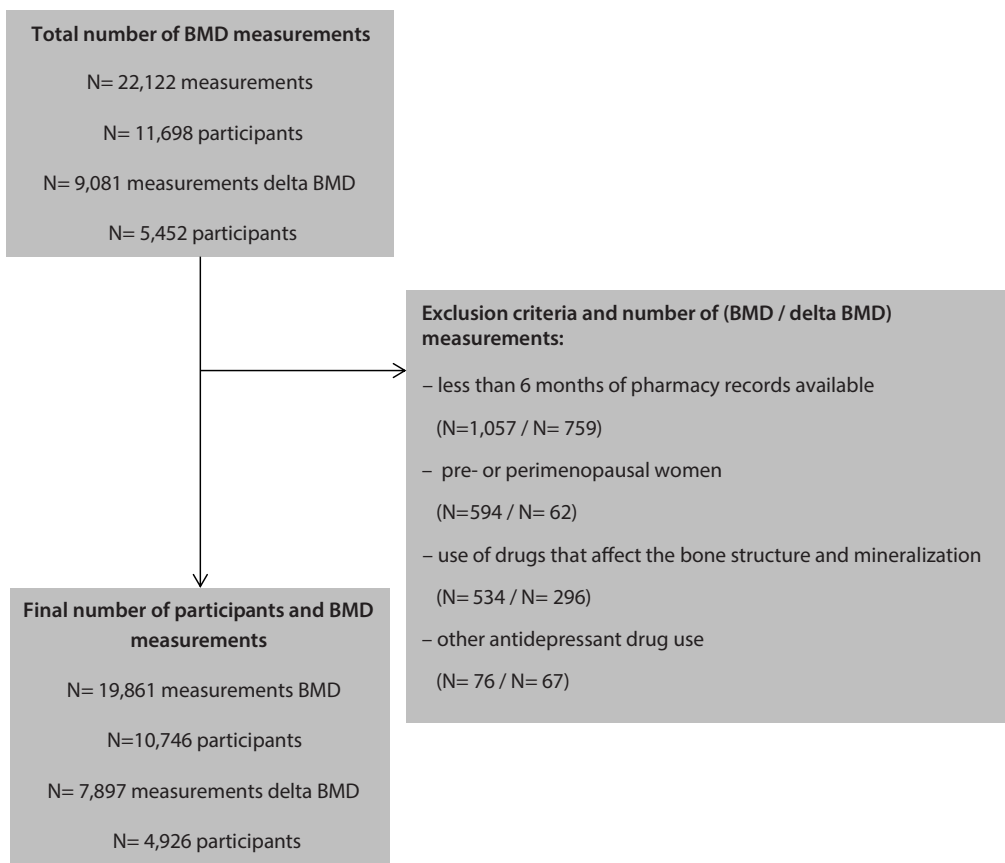 Total number of BMD measurements
N= 22,122 measurements
N= 11,698 participants
N= 9,081 measurements delta BMD
N= 5,452 participants
Exclusion criteria and number of (BMD / delta BMD)
measurements:
– less than 6 months of pharmacy records available
(N=1,057 / N= 759)
– pre- or perimenopausal women
(N=594 / N= 62)
– use of drugs that affect the bone structure and mineralization
(N= 534 / N= 296)
– other antidepressant drug use
(N= 76 / N= 67)
Final number of participants and BMD
measurements
N= 19,861 measurements BMD
N=10,746 participants
N= 7,897 measurements delta BMD
N= 4,926 participants